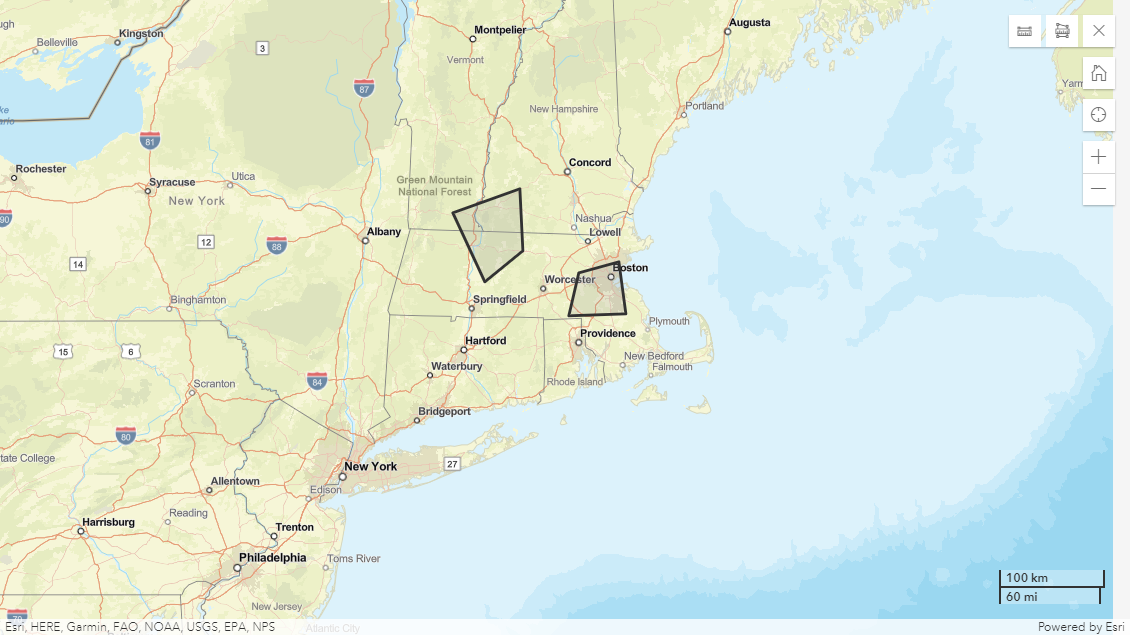 Augusta
Montpelier
Kingston
ugh
Belleville
3
Vermont
87
Yarm
New Hampshire
Portland
ke
ario
81
Rochester
Concord
Syracuse
Utica
Green Mountain
National Forest
New York
90
Nashua
Albany
Lowell
12
88
14
Boston
Worcester
Springfield
Binghamton
Plymouth
Providence
Hartford
15
6
New Bedford
Falmouth
Waterbury
84
Rhode Island
Scranton
Bridgeport
80
tate College
New York
27
Allentown
Edison
Reading
Harrisburg
Trenton
Philadelphia
Toms River
100 km
60 mi
New Jersey
70
Esri, HERE, Garmin, FAO, NOAA, USGS, EPA, NPS
Atlantic City
Powered by Esri